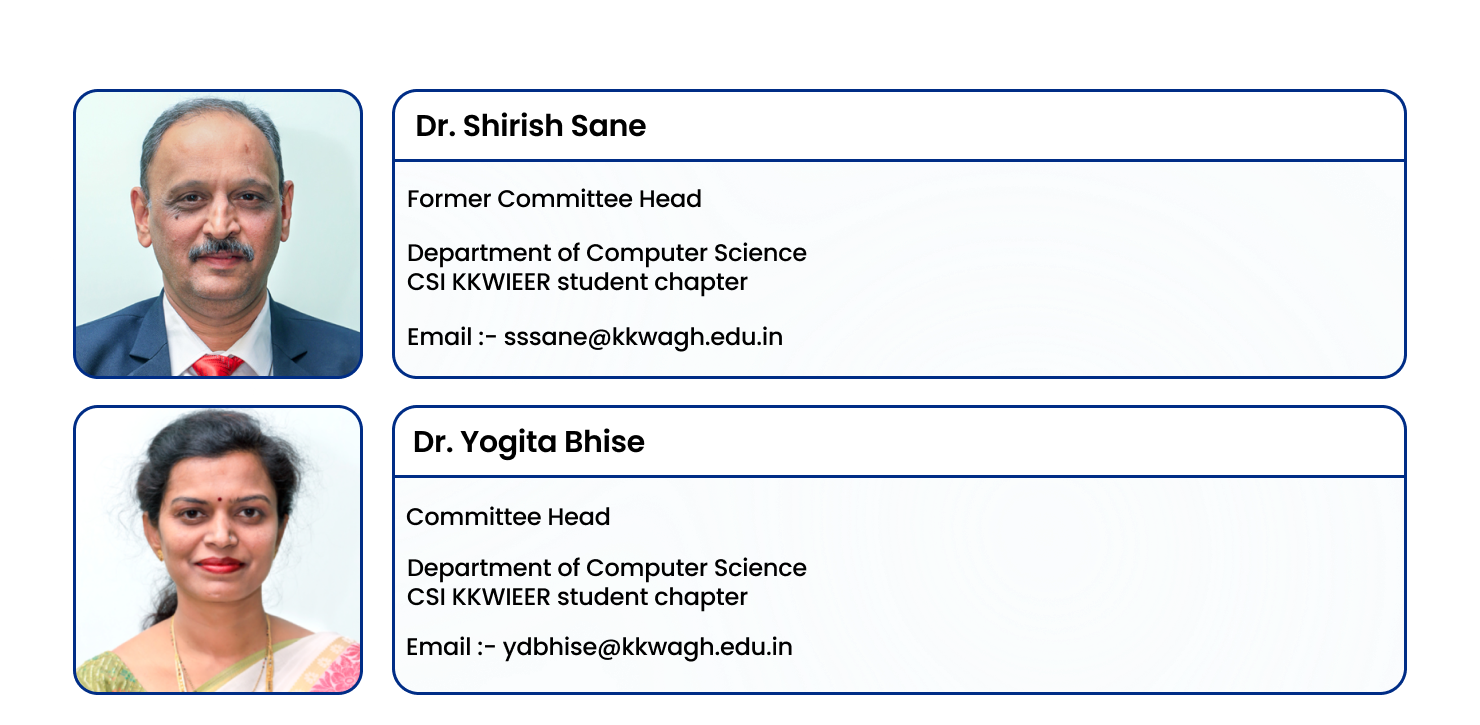 Dr. Shirish Sane
Former Committee Head
Department of Computer Science
CSI KKWIEER student chapter
Email :- sssane@kkwagh.edu.in
Dr. Yogita Bhise
Committee Head
Department of Computer Science
CSI KKWIEER student chapter
Email :- ydbhise@kkwagh.edu.in